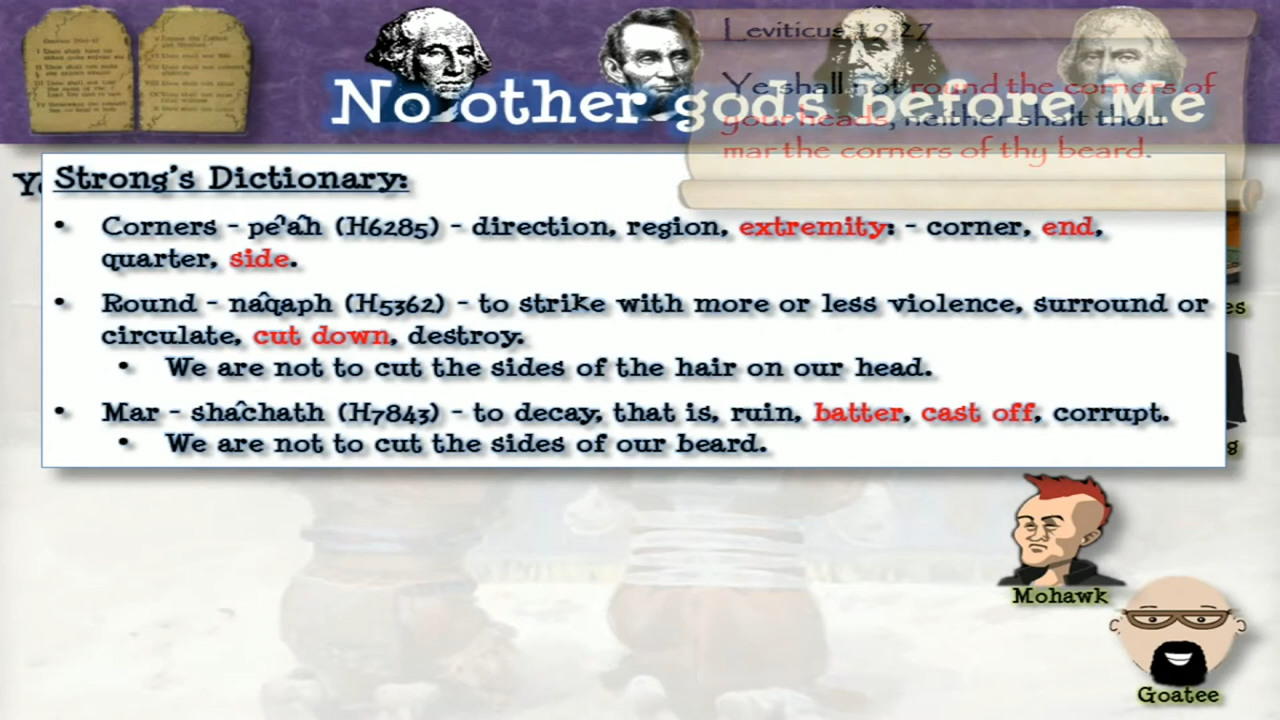 Leviticus 19:27
No other gods before Me
Ye shall not round the corners of
your heads, neither shalt thou
mar the corners of thy beard.
Strong's Dictionary:
• Corners - pê'âh (H6285) - direction, region, extremity: - corner, end,
quarter, side.
• Round - nâqaph (H5362) - to strike with more or less violence, surround or
circulate, cut down, destroy.
• We are not to cut the sides of the hair on our head.
• Mar - shâchath (H7843) - to decay, that is, ruin, batter, cast off, corrupt.
• We are not to cut the sides of our beard.
Mohawk
Goatee